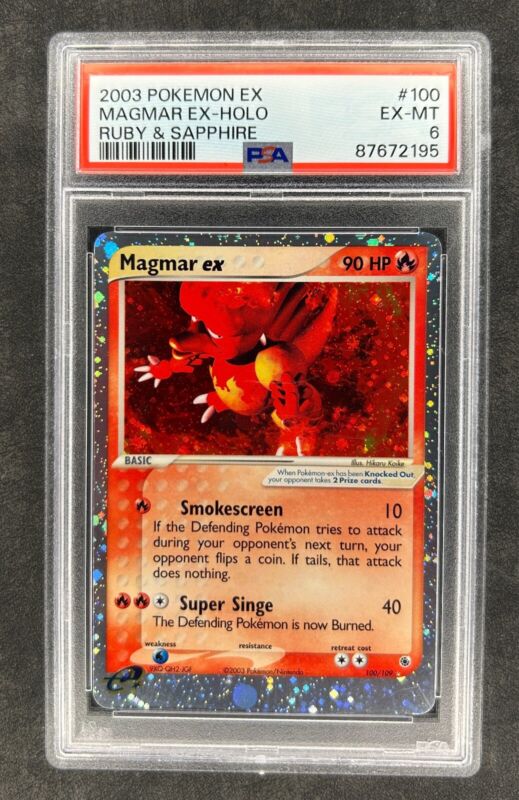 2003 POKEMON EX #100
MAGMAR EX-HOLO EX-MT
RUBY & SAPPHIRE PSA 6
87672195
Magmar ex 90 HP
Illus. Hikaru Koike
BASIC
When Pokémon-ex has been Knocked Out,
your opponent takes 2 Prize cards.
Smokescreen 10
If the Defending Pokémon tries to attack
during your opponent's next turn, your
opponent flips a coin. If tails, that attack
does nothing.
Super Singe 40
The Defending Pokémon is now Burned.
weakness resistance retreat cost
9XQ-QH2-JGF ©2003 Pokémon/Nintendo 100/109
e